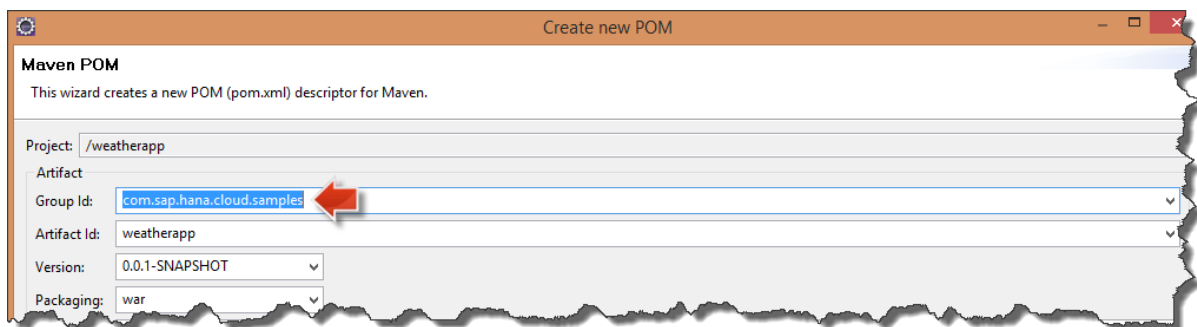 Create new POM
Maven POM
This wizard creates a new POM (pom.xml) descriptor for Maven.
Project: /weatherapp
Artifact
Group Id: com.sap.hana.cloud.samples
Artifact Id: weatherapp
Version: 0.0.1-SNAPSHOT
Packaging: war